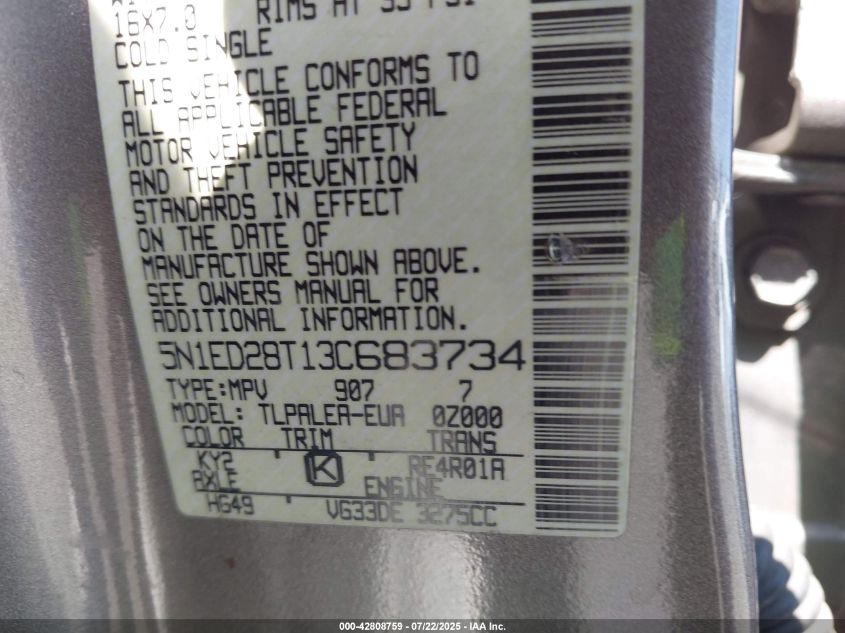 16X7.0 RIMS AT 35 PSI
COLD SINGLE
THIS VEHICLE CONFORMS TO
ALL APPLICABLE FEDERAL
MOTOR VEHICLE SAFETY
AND THEFT PREVENTION
STANDARDS IN EFFECT
ON THE DATE OF
MANUFACTURE SHOWN ABOVE.
SEE OWNERS MANUAL FOR
ADDITIONAL INFORMATION.
5N1ED28T13C683734
TYPE:MPV 907 7
MODEL: TLPALEA-EUA 0Z000
COLOR TRIM TRANS
KY2 K RE4R01A
AXLE ENGINE
HG49 VG33DE 3275CC
000-42808759 - 07/22/2025 - IAA Inc.